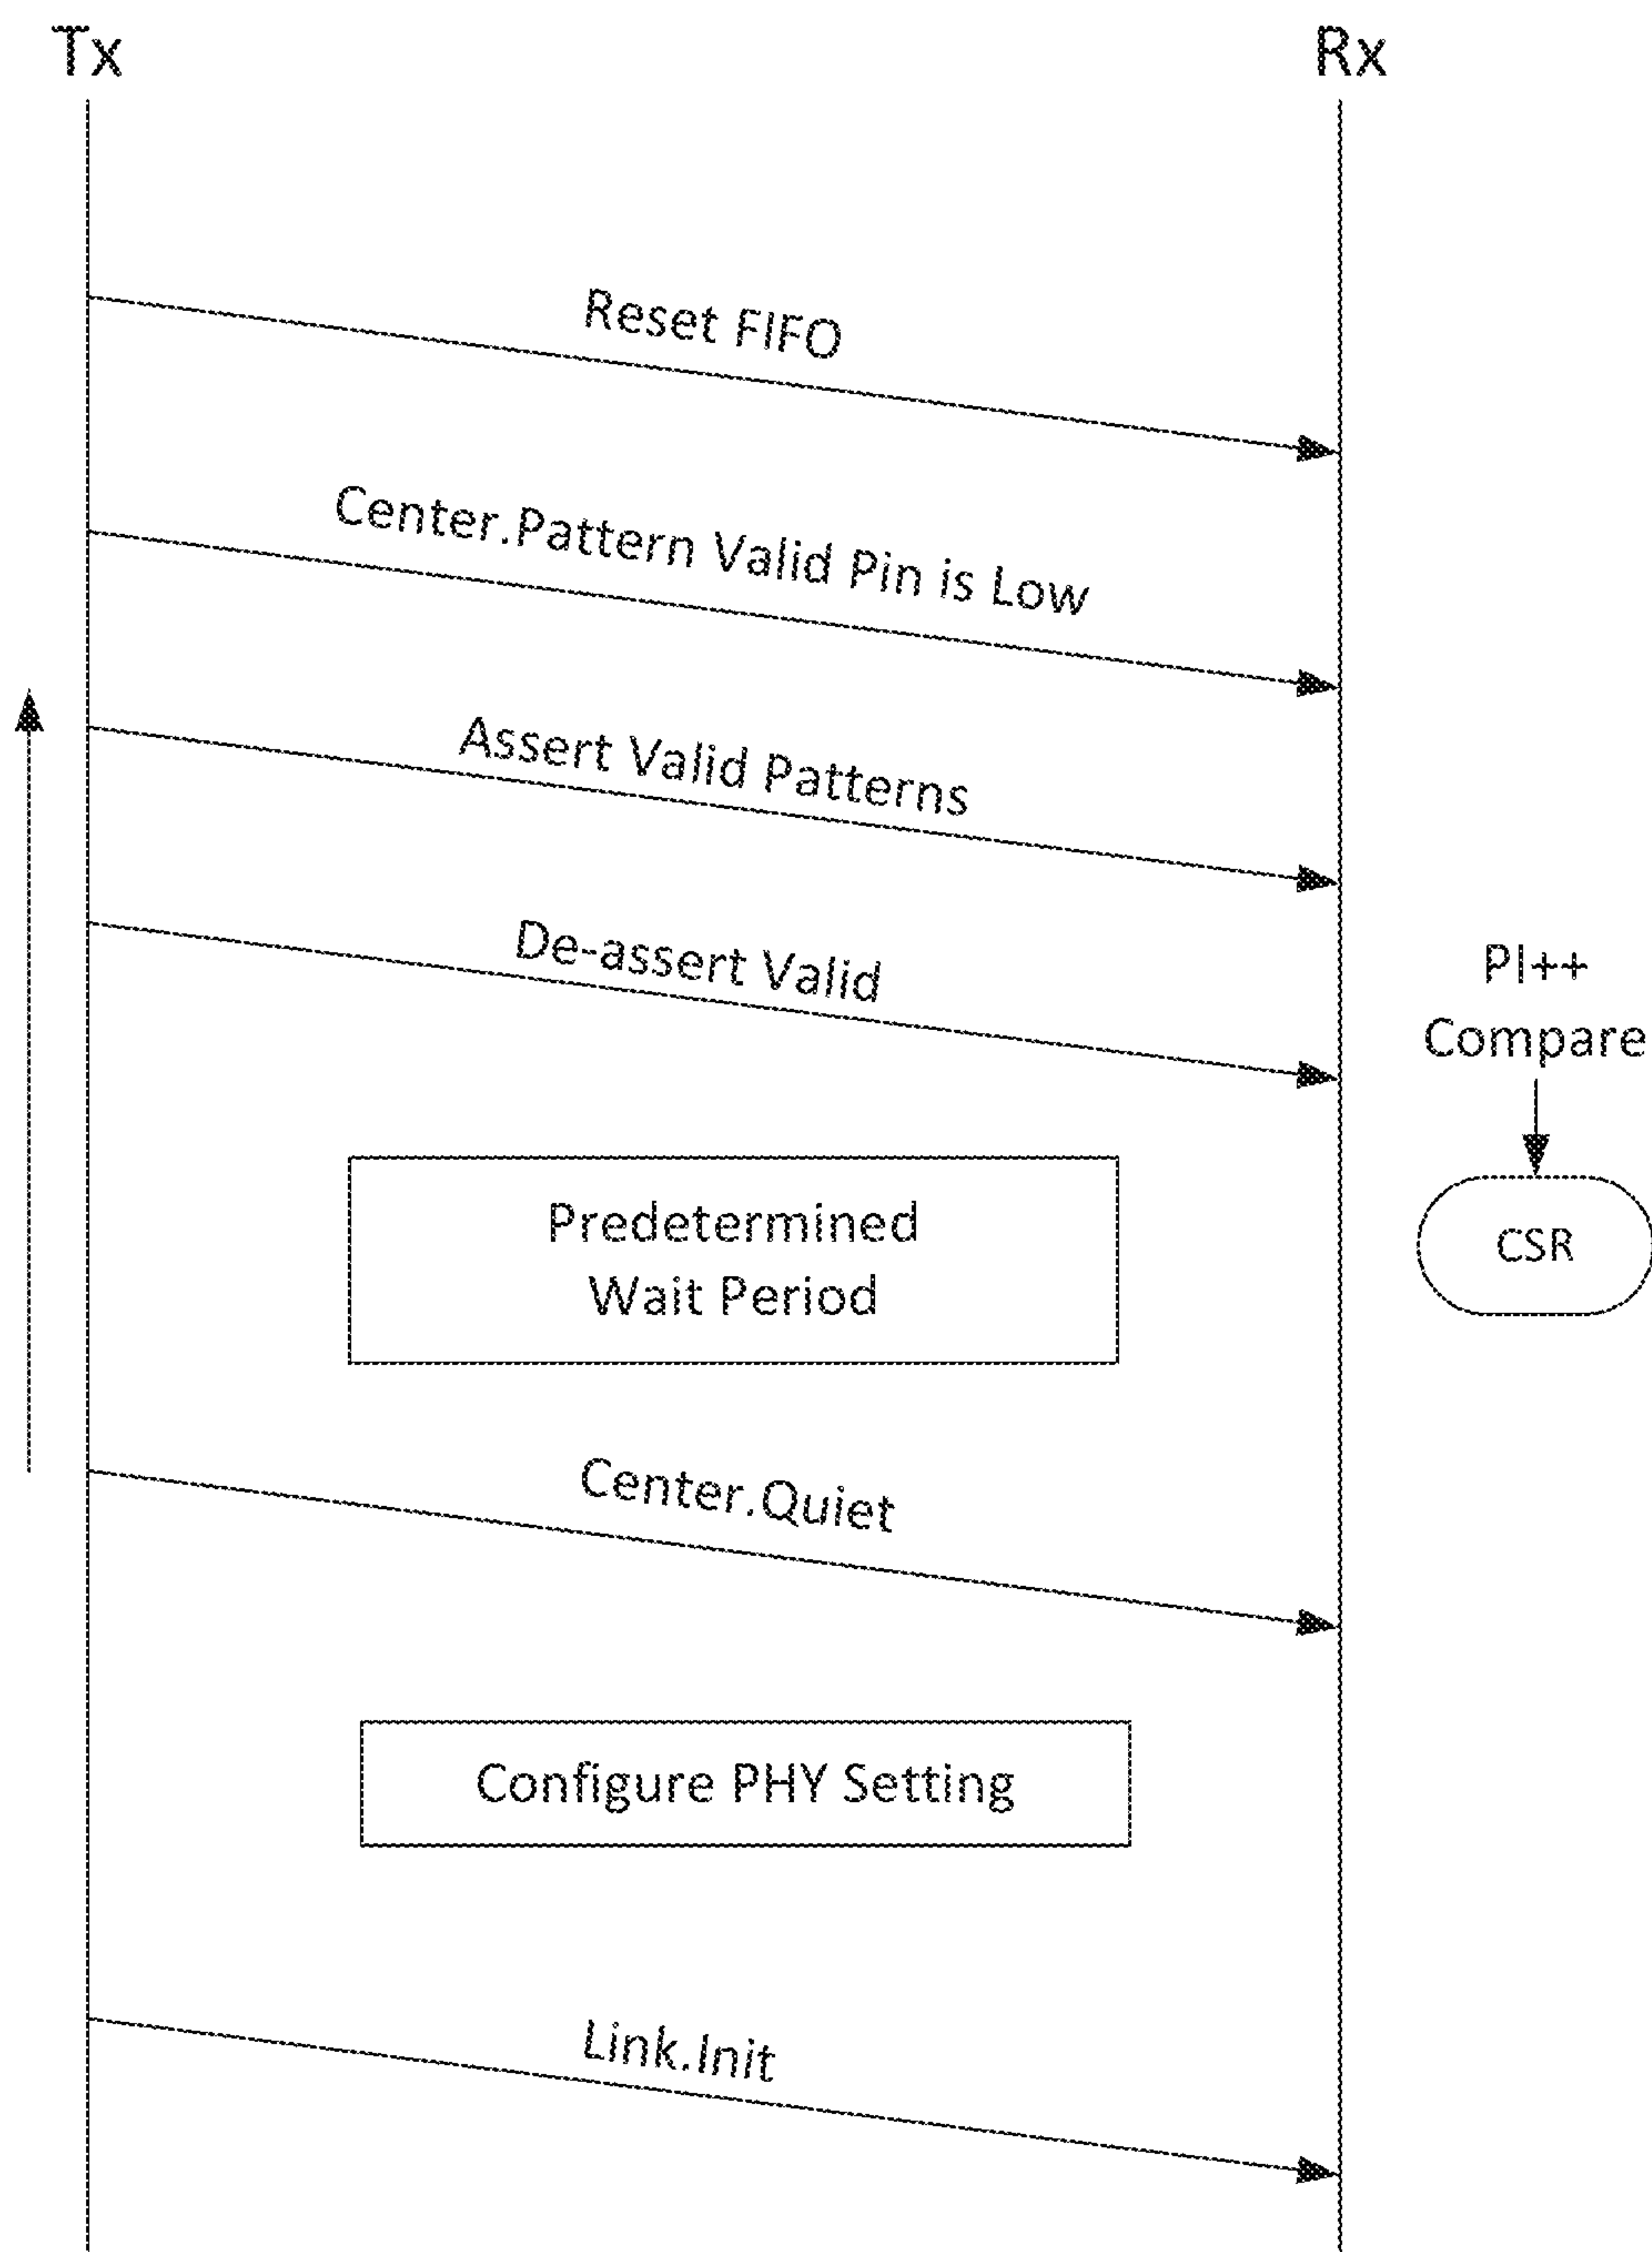 Tx
Rx
Reset FIFO
Center.Pattern Valid Pin is Low
Assert Valid Patterns
De-assert Valid
PI++
Compare
CSR
Predetermined
Wait Period
Center.Quiet
Configure PHY Setting
Link.Init